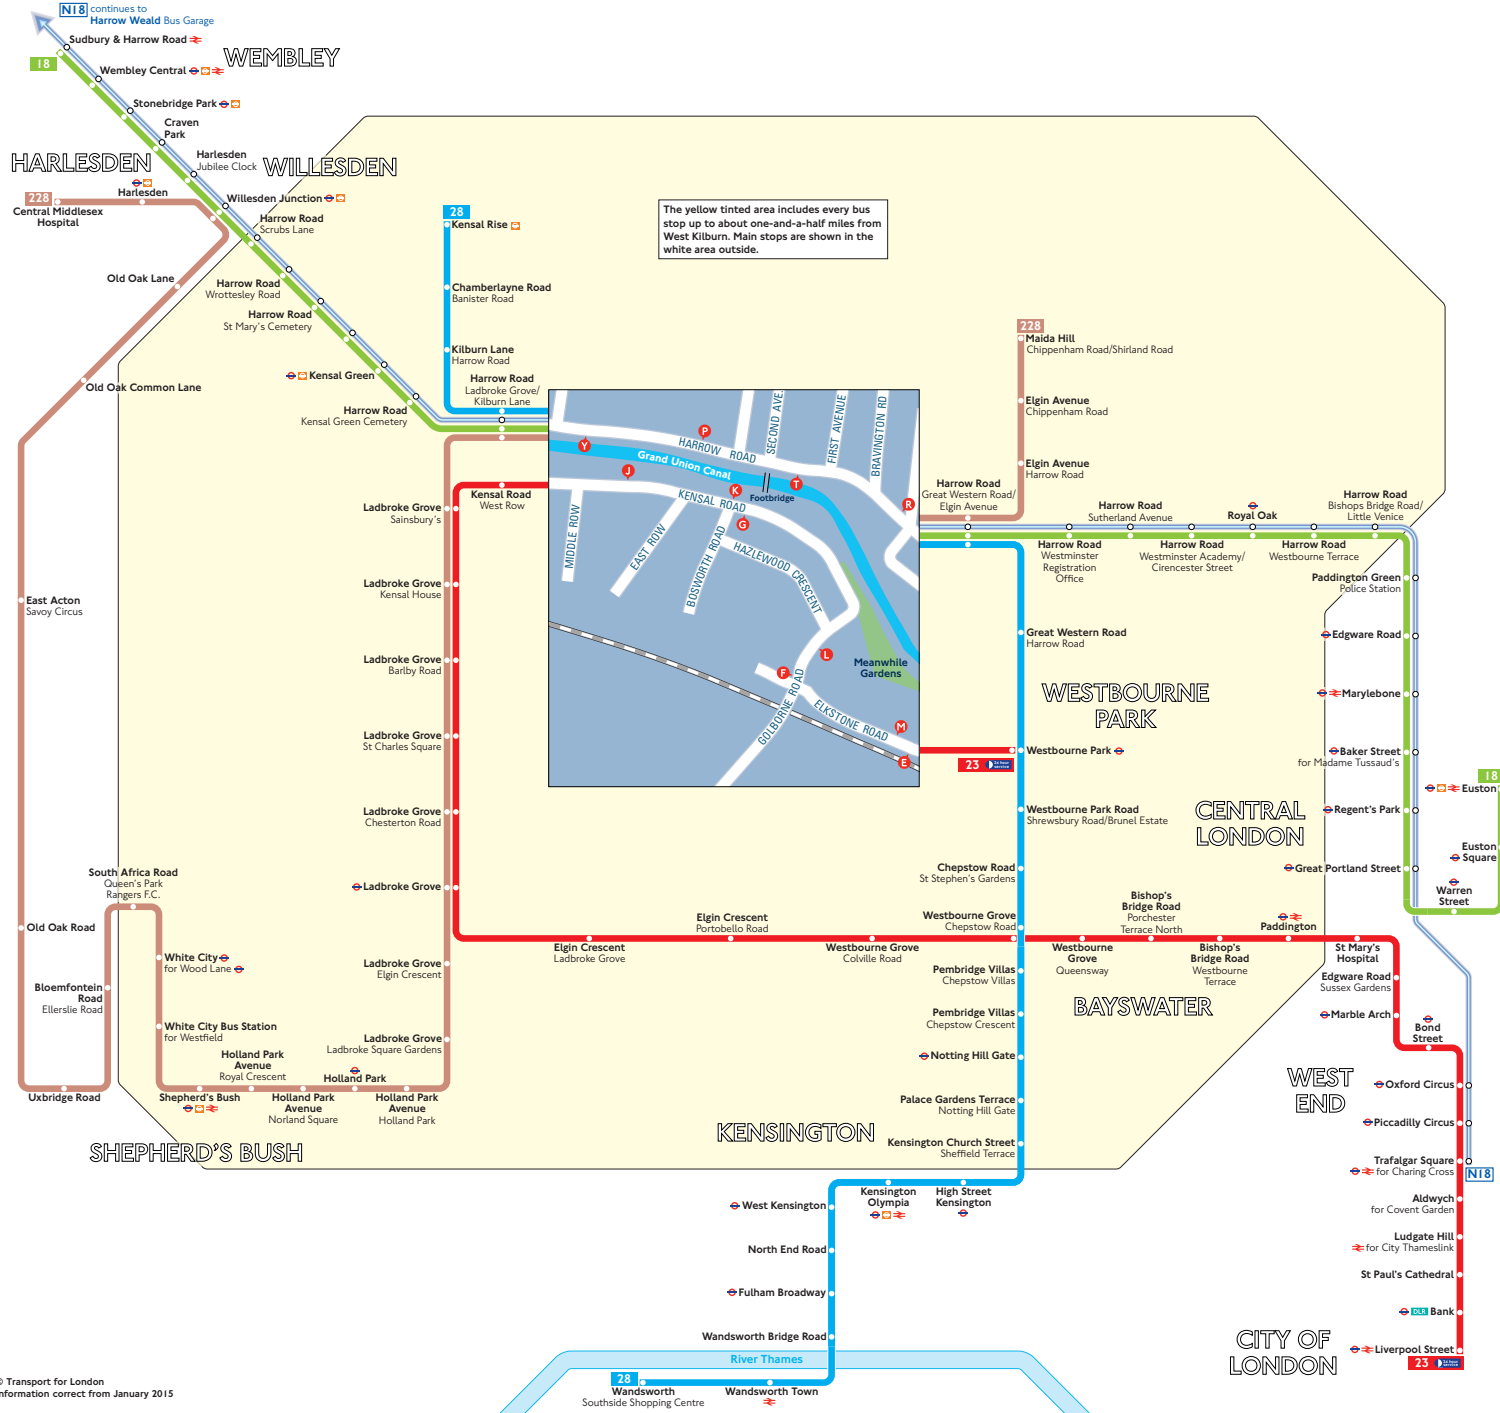 N18 continues to
Harrow Weald Bus Garage
Sudbury & Harrow Road
18
WEMBLEY
Wembley Central
Stonebridge Park
Craven
Park
HARLESDEN
Harlesden
Jubilee Clock
WILLESDEN
228
Harlesden
Central Middlesex
Hospital
Willesden Junction
Harrow Road
Scrubs Lane
28
Kensal Rise
The yellow tinted area includes every bus
stop up to about one-and-a-half miles from
West Kilburn. Main stops are shown in the
white area outside.
Old Oak Lane
Harrow Road
Wrottesley Road
Chamberlayne Road
Banister Road
Harrow Road
St Mary's Cemetery
Kilburn Lane
Harrow Road
228
Maida Hill
Chippenham Road/Shirland Road
Old Oak Common Lane
Kensal Green
Harrow Road
Ladbroke Grove/
Kilburn Lane
Harrow Road
Kensal Green Cemetery
Elgin Avenue
Chippenham Road
Elgin Avenue
Harrow Road
SECOND AVE
FIRST AVENUE
BRAVINGTON RD
HARROW ROAD
Grand Union Canal
Footbridge
KENSAL ROAD
MIDDLE ROW
EAST ROW
BOSWORTH ROAD
HAZLEWOOD CRESCENT
Meanwhile
Gardens
GOLBORNE ROAD
ELKSTONE ROAD
Y
P
J
K
T
G
R
L
F
M
E
Kensal Road
West Row
Harrow Road
Great Western Road/
Elgin Avenue
Harrow Road
Sutherland Avenue
Royal Oak
Harrow Road
Bishops Bridge Road/
Little Venice
Harrow Road
Westminster
Registration
Office
Harrow Road
Westminster Academy/
Cirencester Street
Harrow Road
Westbourne Terrace
Ladbroke Grove
Sainsbury's
Ladbroke Grove
Kensal House
Paddington Green
Police Station
East Acton
Savoy Circus
Great Western Road
Harrow Road
Edgware Road
Ladbroke Grove
Barlby Road
WESTBOURNE
PARK
Marylebone
Ladbroke Grove
St Charles Square
Westbourne Park
23 24 hour service
Baker Street
for Madame Tussaud's
18
Euston
Ladbroke Grove
Chesterton Road
Westbourne Park Road
Shrewsbury Road/Brunel Estate
CENTRAL
LONDON
Regent's Park
Euston
Square
South Africa Road
Queen's Park
Rangers F.C.
Ladbroke Grove
Chepstow Road
St Stephen's Gardens
Great Portland Street
Warren
Street
Old Oak Road
Elgin Crescent
Portobello Road
Westbourne Grove
Chepstow Road
Bishop's
Bridge Road
Porchester
Terrace North
Paddington
Elgin Crescent
Ladbroke Grove
Westbourne Grove
Colville Road
Westbourne
Grove
Queensway
Bishop's
Bridge Road
Westbourne
Terrace
St Mary's
Hospital
White City
for Wood Lane
Ladbroke Grove
Elgin Crescent
Pembridge Villas
Chepstow Villas
Edgware Road
Sussex Gardens
Bloemfontein
Road
Ellerslie Road
BAYSWATER
Pembridge Villas
Chepstow Crescent
Marble Arch
Bond
Street
White City Bus Station
for Westfield
Ladbroke Grove
Ladbroke Square Gardens
Holland Park
Avenue
Royal Crescent
Holland Park
Notting Hill Gate
WEST
END
Oxford Circus
Uxbridge Road
Shepherd's Bush
Holland Park
Avenue
Norland Square
Holland Park
Avenue
Holland Park
Palace Gardens Terrace
Notting Hill Gate
Piccadilly Circus
SHEPHERD'S BUSH
KENSINGTON
Kensington Church Street
Sheffield Terrace
Trafalgar Square
for Charing Cross
N18
West Kensington
Kensington
Olympia
High Street
Kensington
Aldwych
for Covent Garden
North End Road
Ludgate Hill
for City Thameslink
St Paul's Cathedral
Fulham Broadway
DLR Bank
Wandsworth Bridge Road
CITY OF
LONDON
Liverpool Street
23 24 hour service
River Thames
28
Wandsworth
Southside Shopping Centre
Wandsworth Town
© Transport for London
nformation correct from January 2015